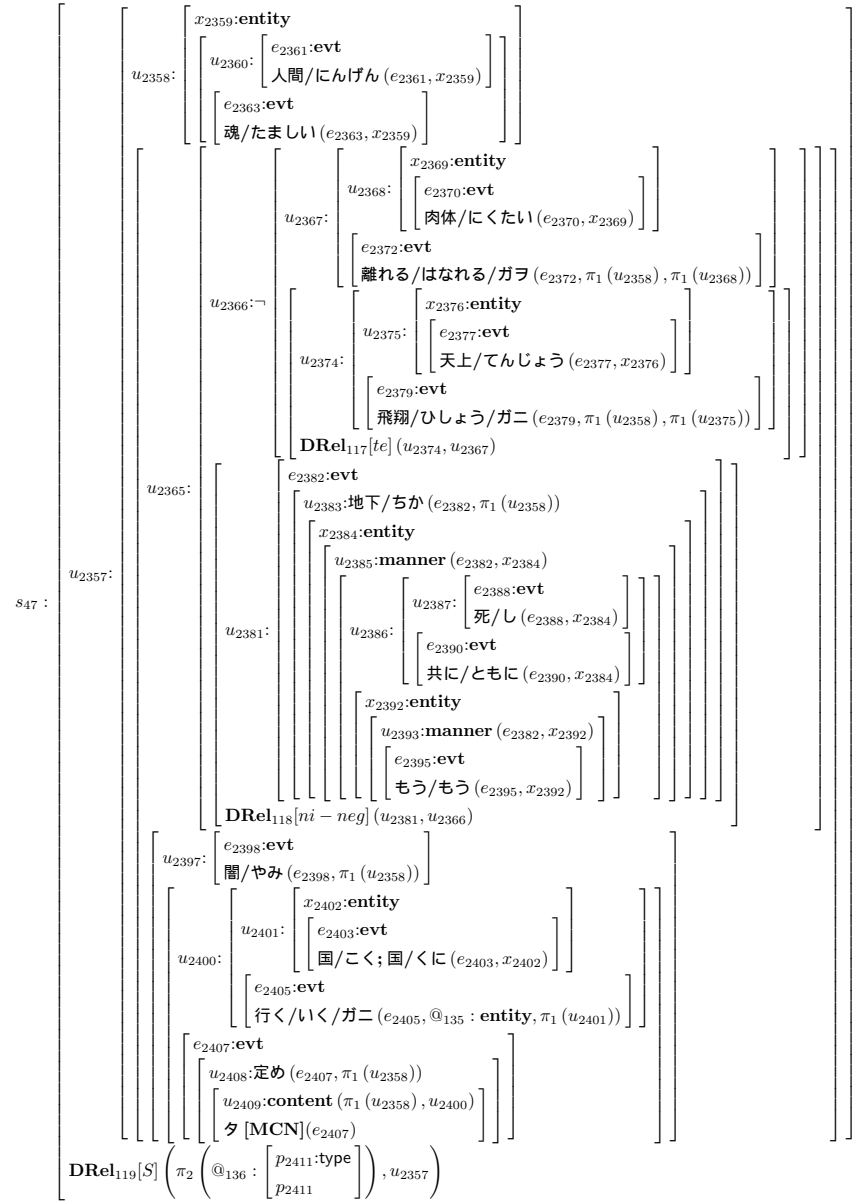 x2359:entity
u2360: e2361:evt
人間/にんげん (e2361, x2359)
u2358:
e2363:evt
魂/たましい (e2363, x2359)
x2369:entity
u2368: e2370:evt
肉体/にくたい (e2370, x2369)
u2367:
e2372:evt
離れる/はなれる/ガヲ (e2372, π1 (u2358) , π1 (u2368))
u2366:¬
x2376:entity
u2375: e2377:evt
天上/てんじょう (e2377, x2376)
u2374:
e2379:evt
飛翔/ひしょう/ガニ (e2379, π1 (u2358) , π1 (u2375))
DRel117[te] (u2374, u2367)
u2365:
e2382:evt
u2383:地下/ちか (e2382, π1 (u2358))
x2384:entity
u2385:manner (e2382, x2384)
u2357:
u2387: e2388:evt
死/し (e2388, x2384)
s47 :
u2381: u2386:
e2390:evt
共に/ともに (e2390, x2384)
x2392:entity
u2393:manner (e2382, x2392)
e2395:evt
もう/もう (e2395, x2392)
DRel118[ni − neg] (u2381, u2366)
u2397: e2398:evt
闇/やみ (e2398, π1 (u2358))
x2402:entity
u2401: e2403:evt
国/こく; 国/くに (e2403, x2402)
u2400:
e2405:evt
行く/いく/ガニ (e2405, @135 : entity, π1 (u2401))
e2407:evt
u2408:定め (e2407, π1 (u2358))
u2409:content (π1 (u2358) , u2400)
タ [MCN](e2407)
DRel119[S] (π2 (@136 : [p2411:type
p2411]) , u2357)